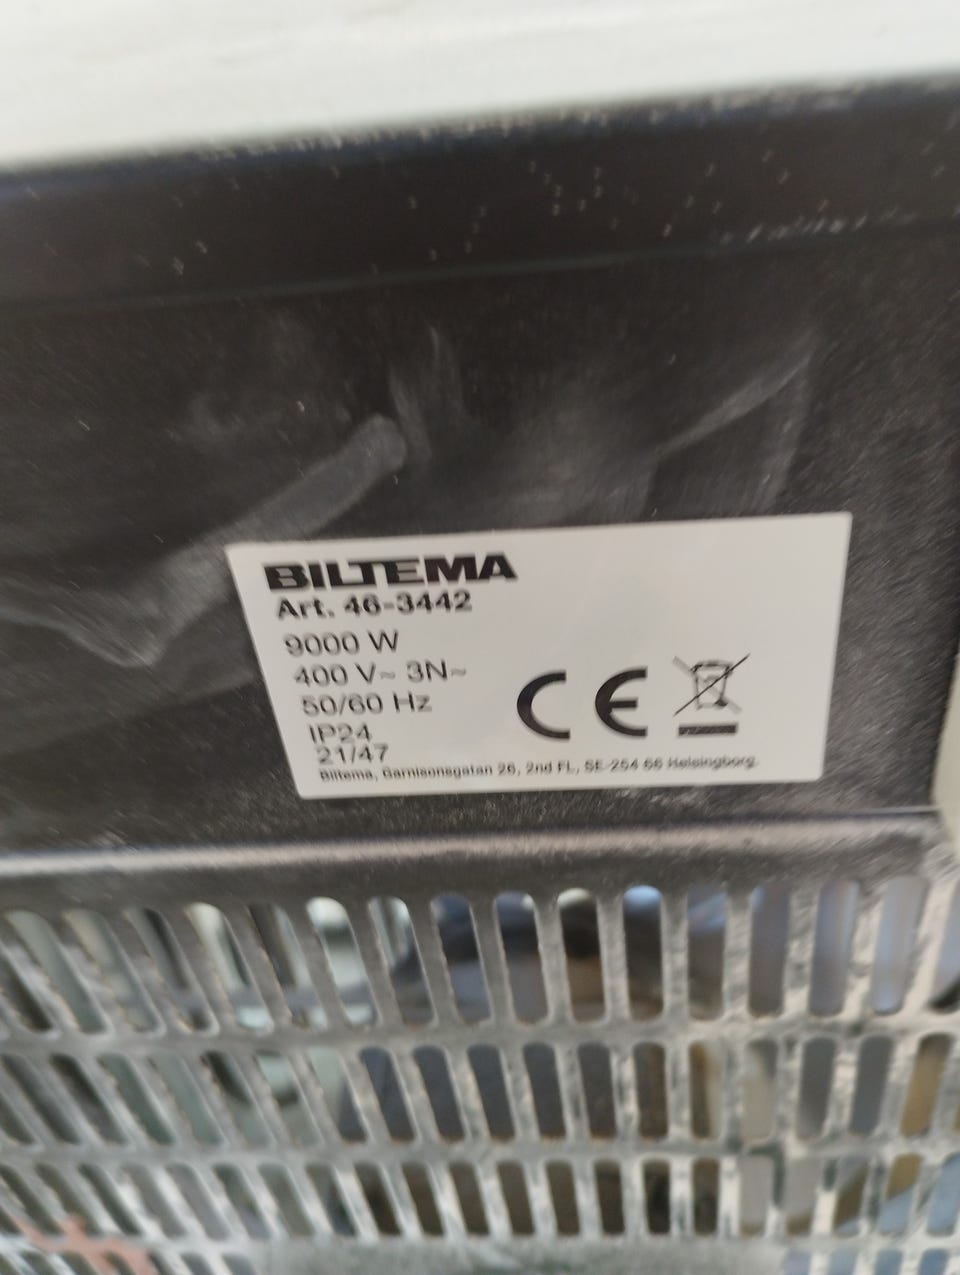 BILTEMA
Art. 46-3442
9000 W
400 V~ 3N~
50/60 Hz
IP24
21/47
CE
Biltema, Garnisonsgatan 26, 2nd FL, SE-254 66 Helsingborg.